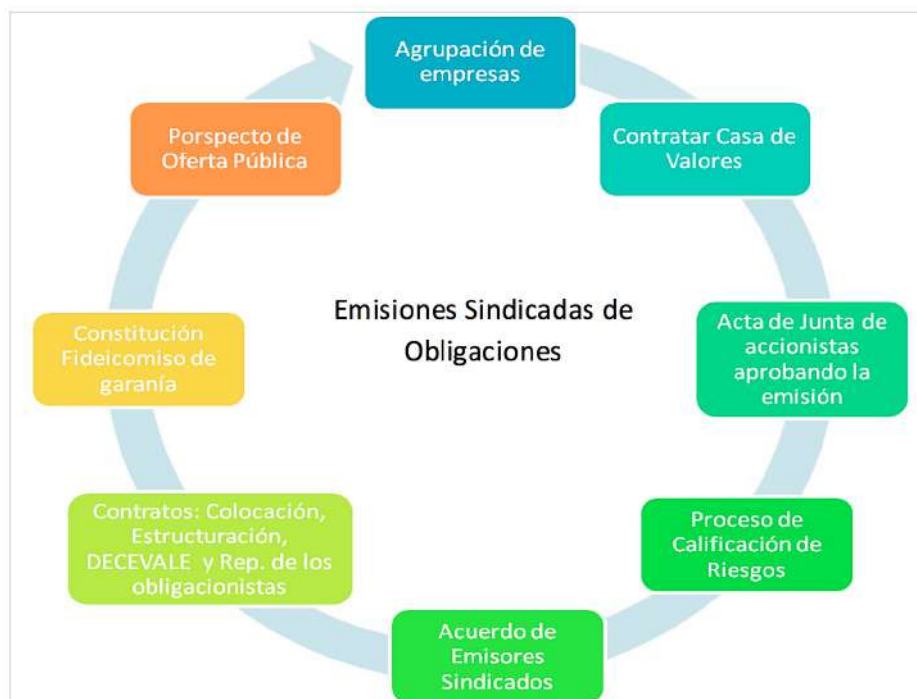 Agrupación de
empresas
Contratar Casa de
Valores
Acta de Junta de
accionistas
aprobando la
emisión
Proceso de
Calificación de
Riesgos
Acuerdo de
Emisores
Sindicados
Contratos: Colocación,
Estructuración,
DECEVALE y Rep. de los
obligacionistas
Constitución
Fideicomiso de
garanía
Porspecto de
Oferta Pública
Emisiones Sindicadas de
Obligaciones